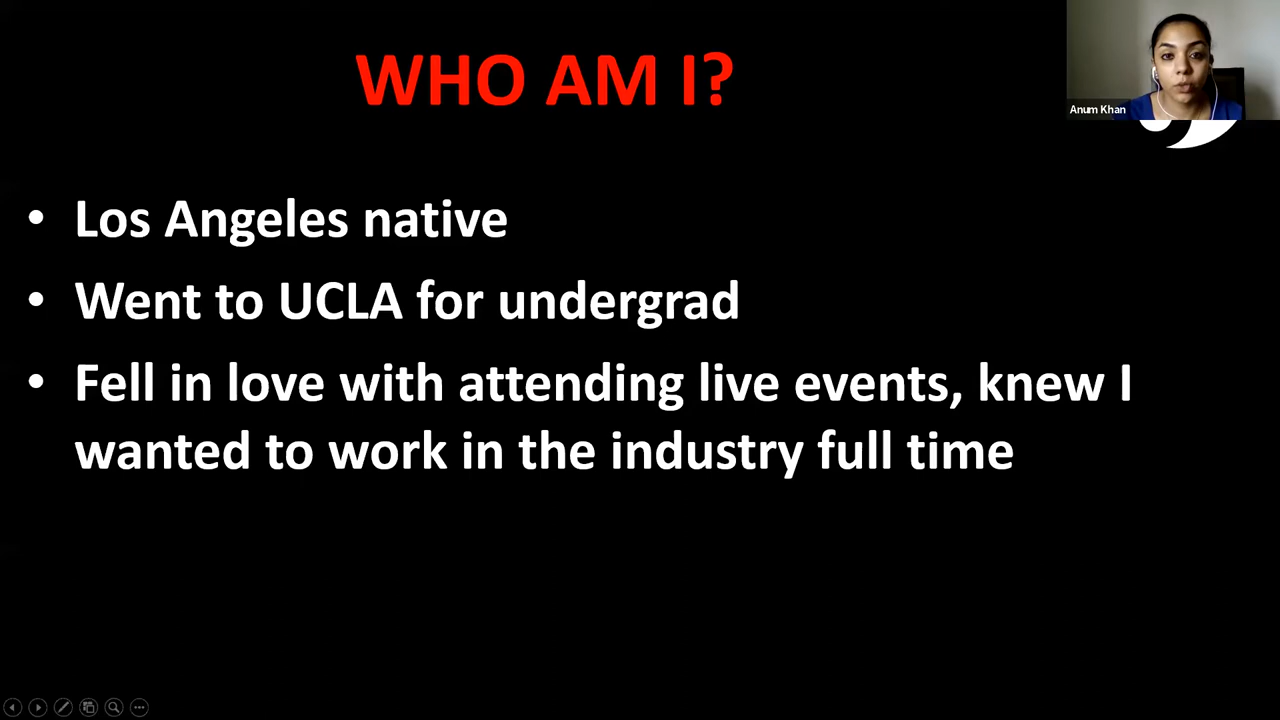 WHO AM I?
Anum Khan
• Los Angeles native
• Went to UCLA for undergrad
• Fell in love with attending live events, knew I
wanted to work in the industry full time